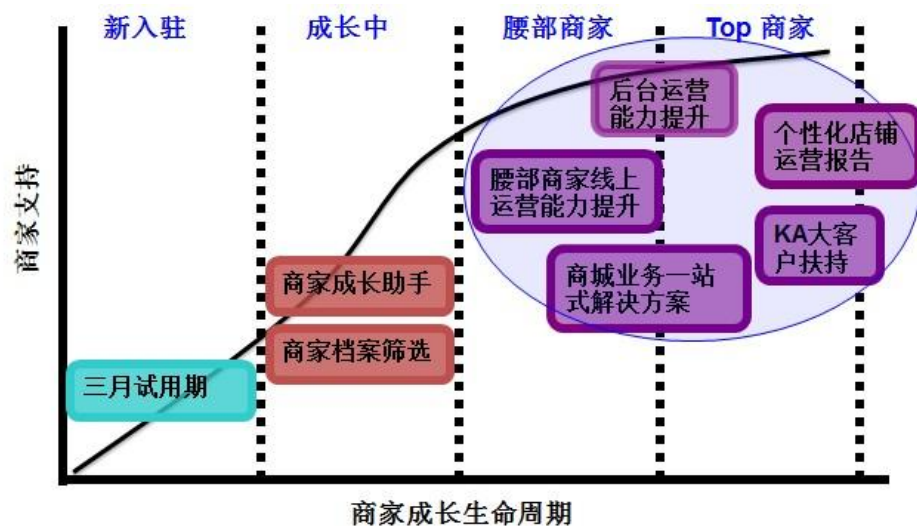 新入驻
成长中
腰部商家
Top 商家
后台运营
能力提升
个性化店铺
运营报告
腰部商家线上
运营能力提升
KA大客
户扶持
商城业务一站
式解决方案
商家成长助手
商家档案筛选
三月试用期
商家支持
商家成长生命周期